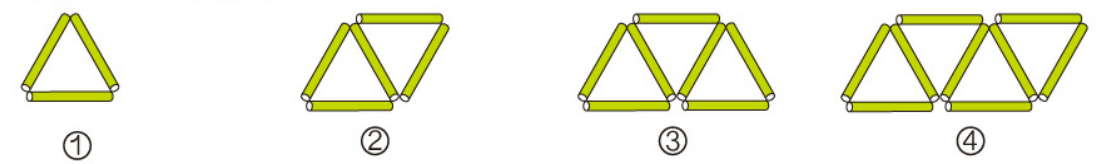 ① ② ③ ④